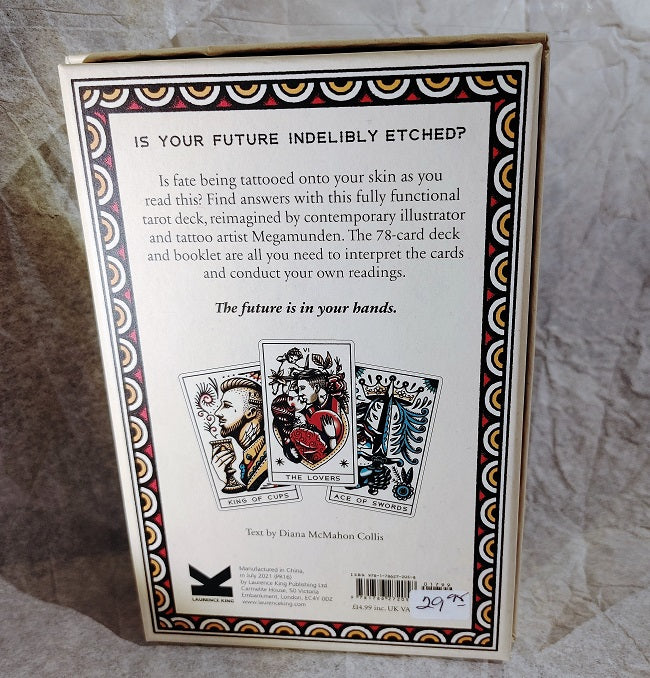 IS YOUR FUTURE INDELIBLY ETCHED?
Is fate being tattooed onto your skin as you
read this? Find answers with this fully functional
tarot deck, reimagined by contemporary illustrator
and tattoo artist Megamunden. The 78-card deck
and booklet are all you need to interpret the cards
and conduct your own readings.
The future is in your hands.
VI
THE LOVERS
KING OF CUPS
ACE OF SWORDS
Text by Diana McMahon Collis
LAURENCE KING
Manufactured in China,
in July 2021 (PR16)
by Laurence King Publishing Ltd
Carmelite House, 50 Victoria
Embankment, London, EC4Y 0DZ
www.laurenceking.com
ISBN
£14.99 inc. UK VA
01799
29.95